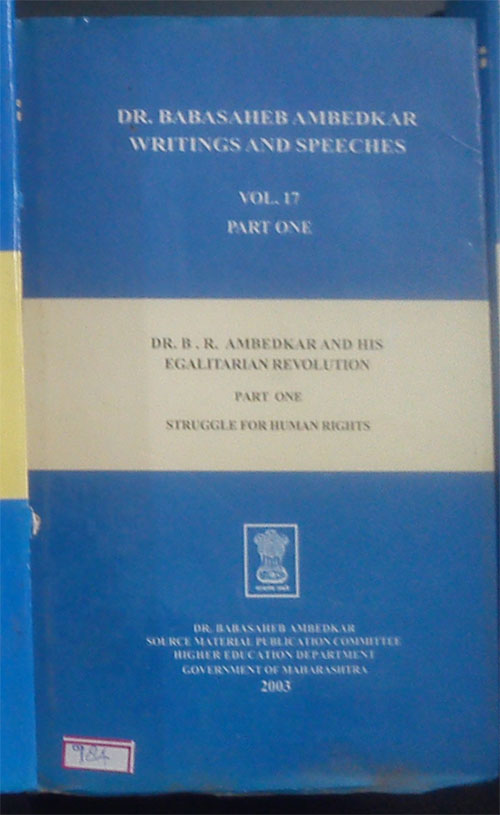 DR. BABASAHEB AMBEDKAR
WRITINGS AND SPEECHES
VOL. 17
PART ONE
DR. B . R. AMBEDKAR AND HIS
EGALITARIAN REVOLUTION
PART ONE
STRUGGLE FOR HUMAN RIGHTS
DR. BABASAHEB AMBEDKAR
SOURCE MATERIAL PUBLICATION COMMITTEE
HIGHER EDUCATION DEPARTMENT
GOVERNMENT OF MAHARASHTRA
2003